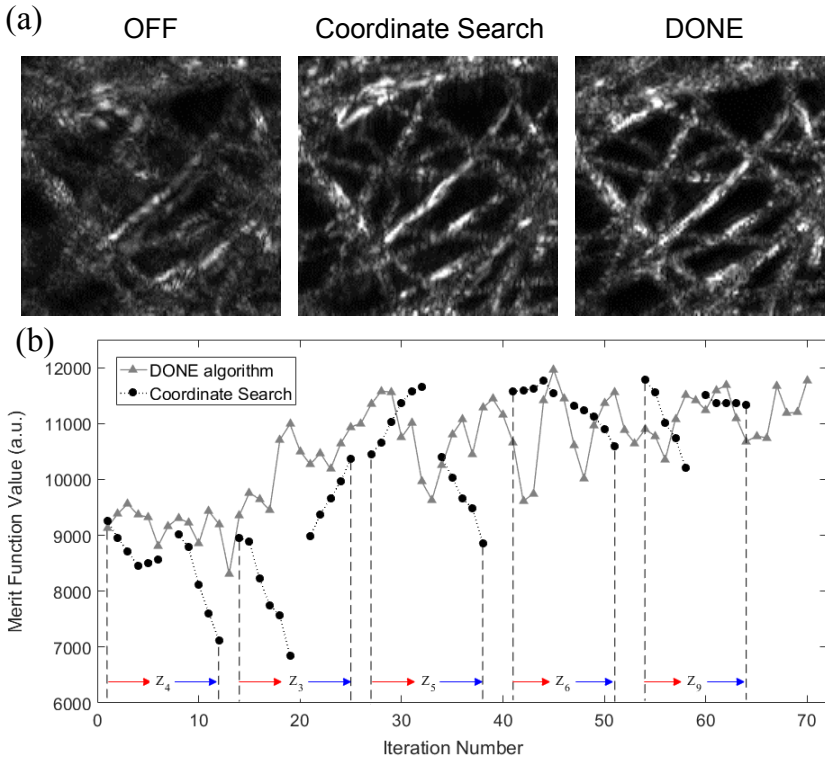 (a)
OFF Coordinate Search DONE
(b)
DONE algorithm
Coordinate Search
Merit Function Value (a.u.)
12000
11000
10000
9000
8000
7000
6000
Z4 Z3 Z5 Z6 Z9
0 10 20 30 40 50 60 70
Iteration Number